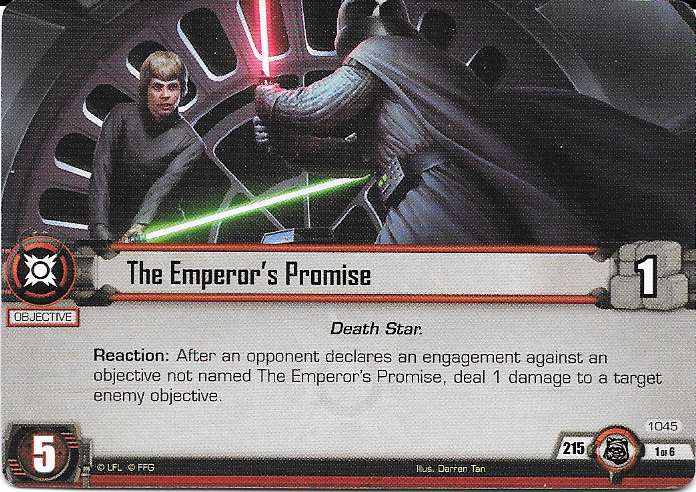 The Emperor's Promise
1
OBJECTIVE
Death Star.
Reaction: After an opponent declares an engagement against an
objective not named The Emperor's Promise, deal 1 damage to a target
enemy objective.
5
© LFL © FFG
Illus. Darren Tan
1045
215
1 OF 6